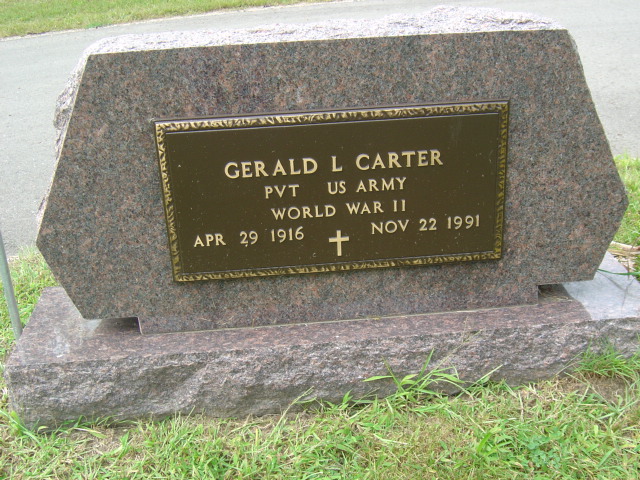 GERALD L CARTER
PVT US ARMY
WORLD WAR II
APR 29 1916 NOV 22 1991